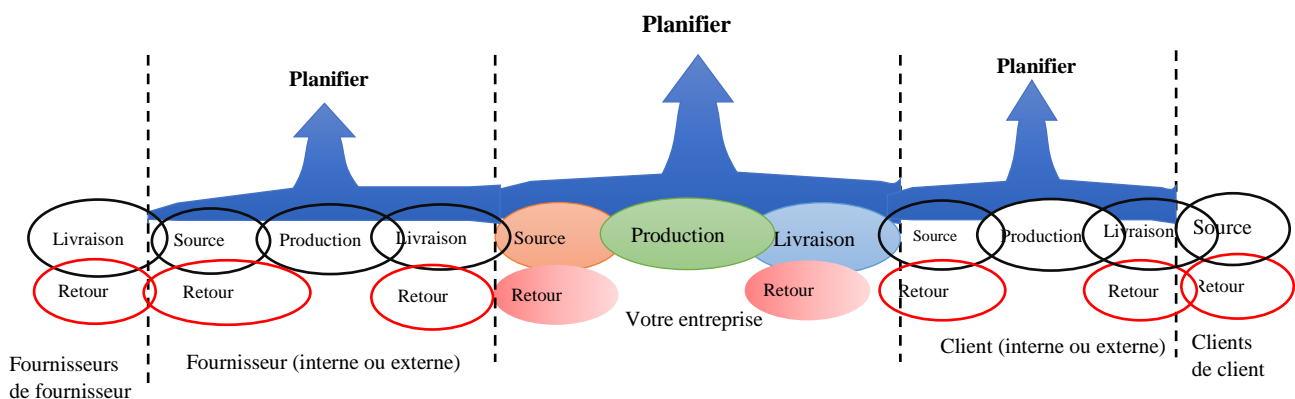 Planifier
Planifier
Planifier
Livraison
Source
Production
Livraison
Source
Production
Livraison
Source
Production
Livraison
Source
Retour
Retour
Retour
Retour
Retour
Retour
Retour
Retour
Votre entreprise
Fournisseurs
de fournisseur
Fournisseur (interne ou externe)
Client (interne ou externe)
Clients
de client